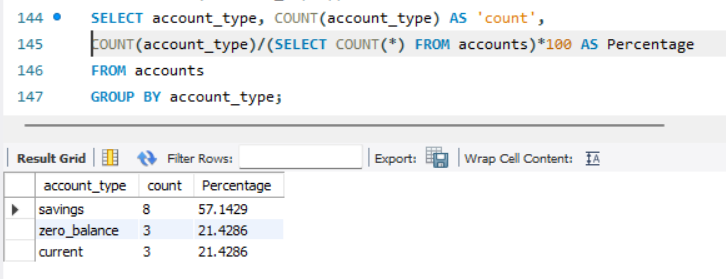 144 SELECT account_type, COUNT(account_type) AS 'count',
145 COUNT(account_type)/(SELECT COUNT(*) FROM accounts)*100 AS Percentage
146 FROM accounts
147 GROUP BY account_type;
Result Grid Filter Rows: Export: Wrap Cell Content: IA
account_type count Percentage
savings 8 57.1429
zero_balance 3 21.4286
current 3 21.4286